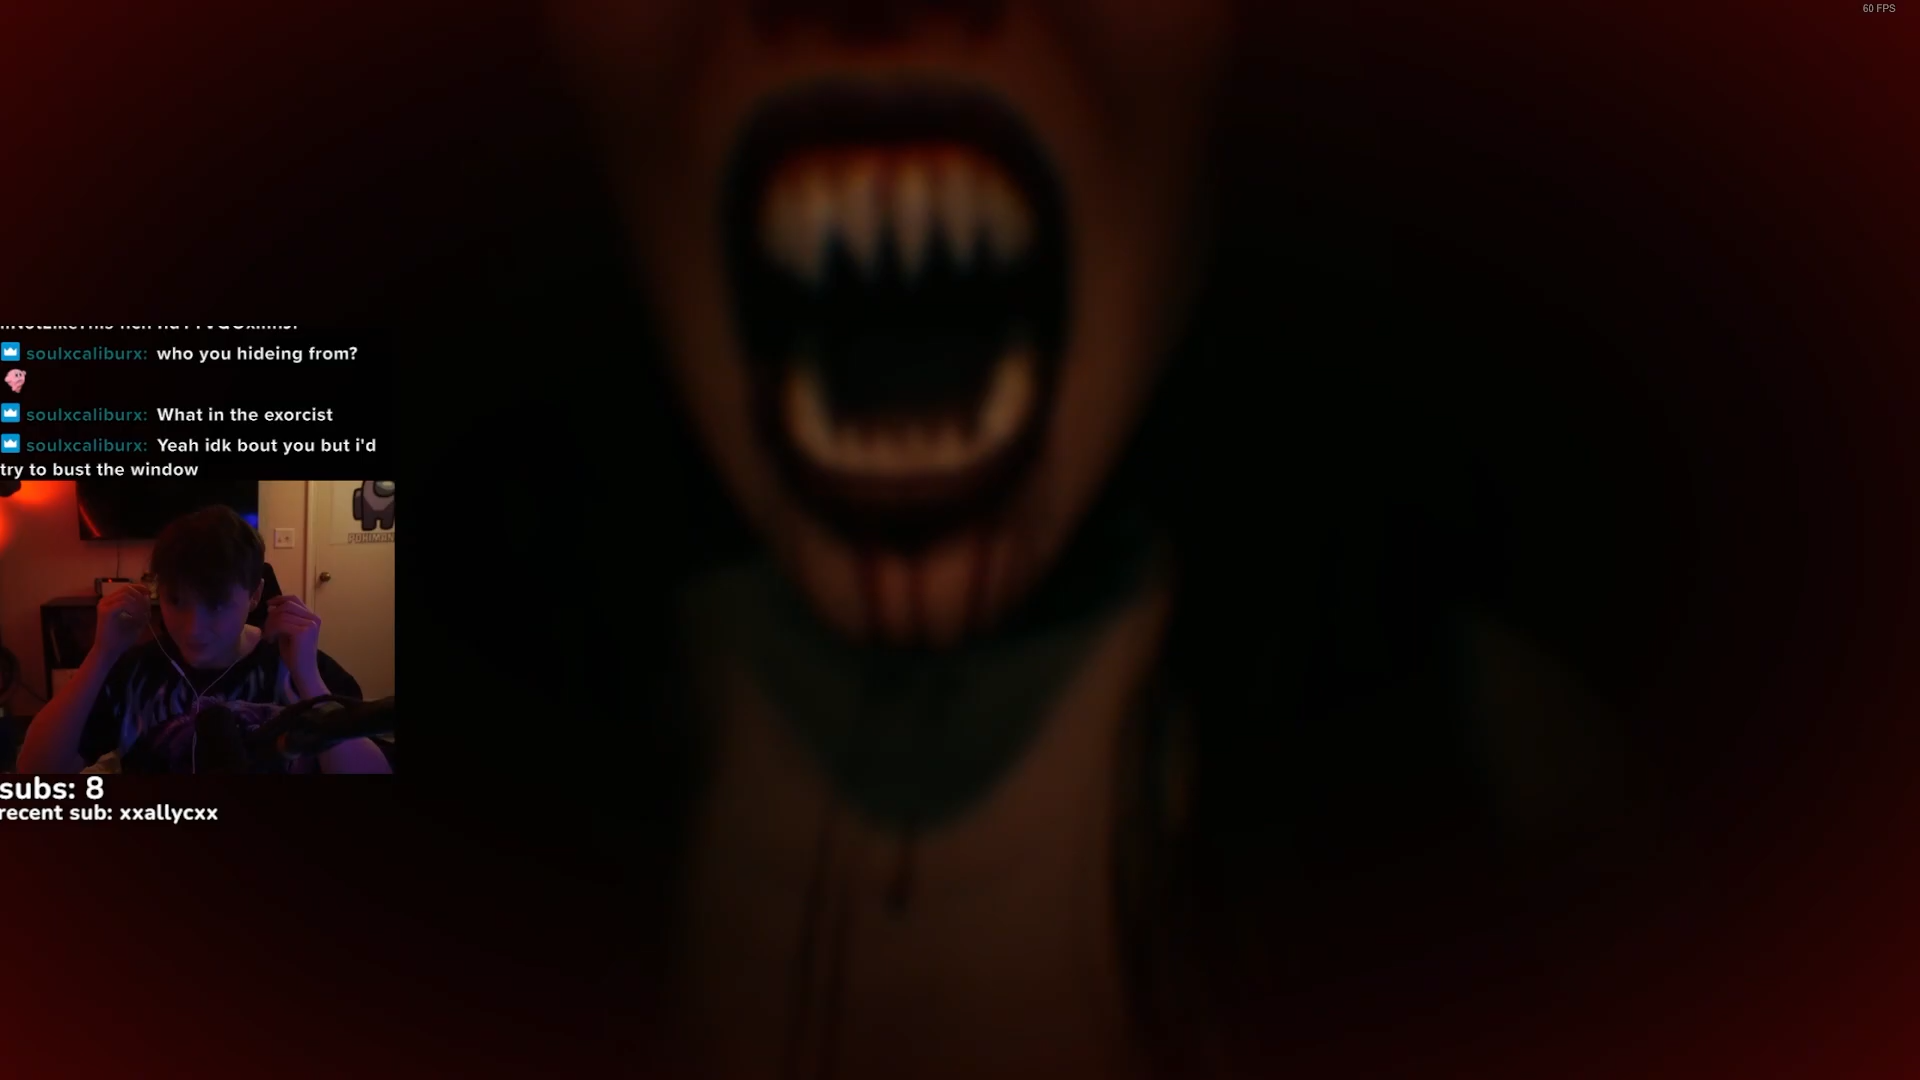 60 FPS
soulxcaliburx: who you hideing from?
soulxcaliburx: What in the exorcist
soulxcaliburx: Yeah idk bout you but i'd
try to bust the window
POKIMAN
subs: 8
recent sub: xxallycxx